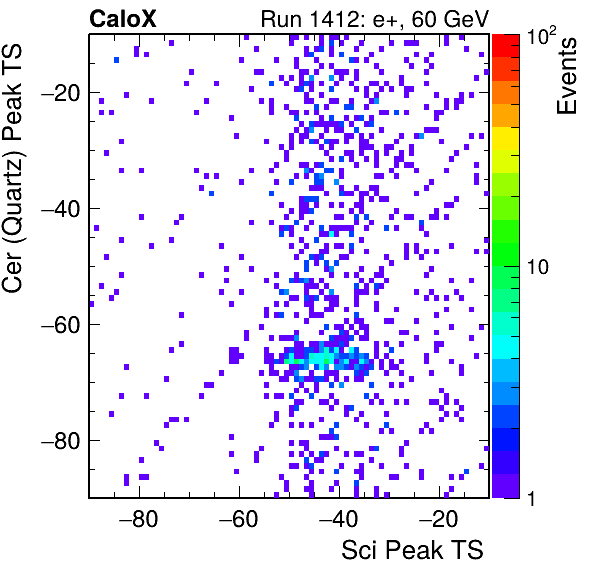 CaloX Run 1412: e+, 60 GeV
Cer (Quartz) Peak TS
−20
−40
−60
−80
−80 −60 −40 −20
Sci Peak TS
10²
10
1
Events